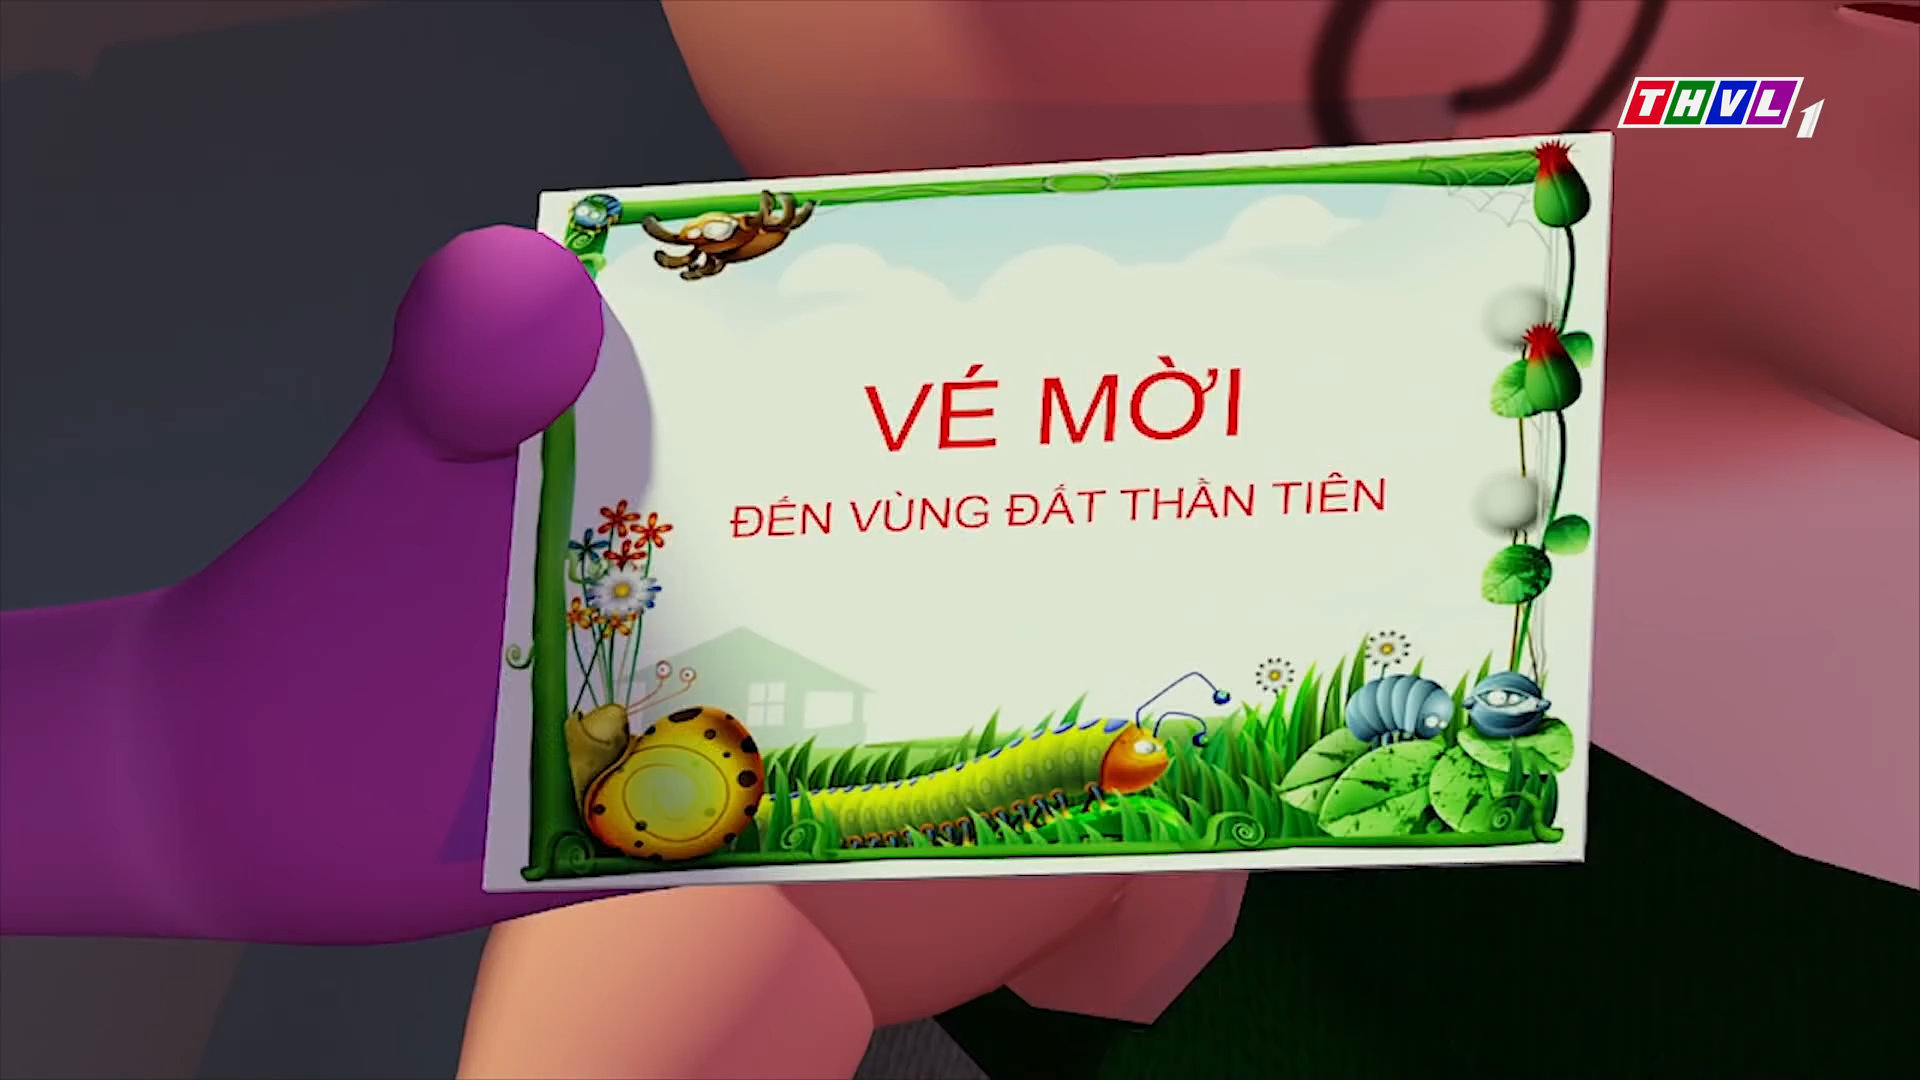 THVL1
VÉ MỜI
ĐẾN VÙNG ĐẤT THẦN TIÊN